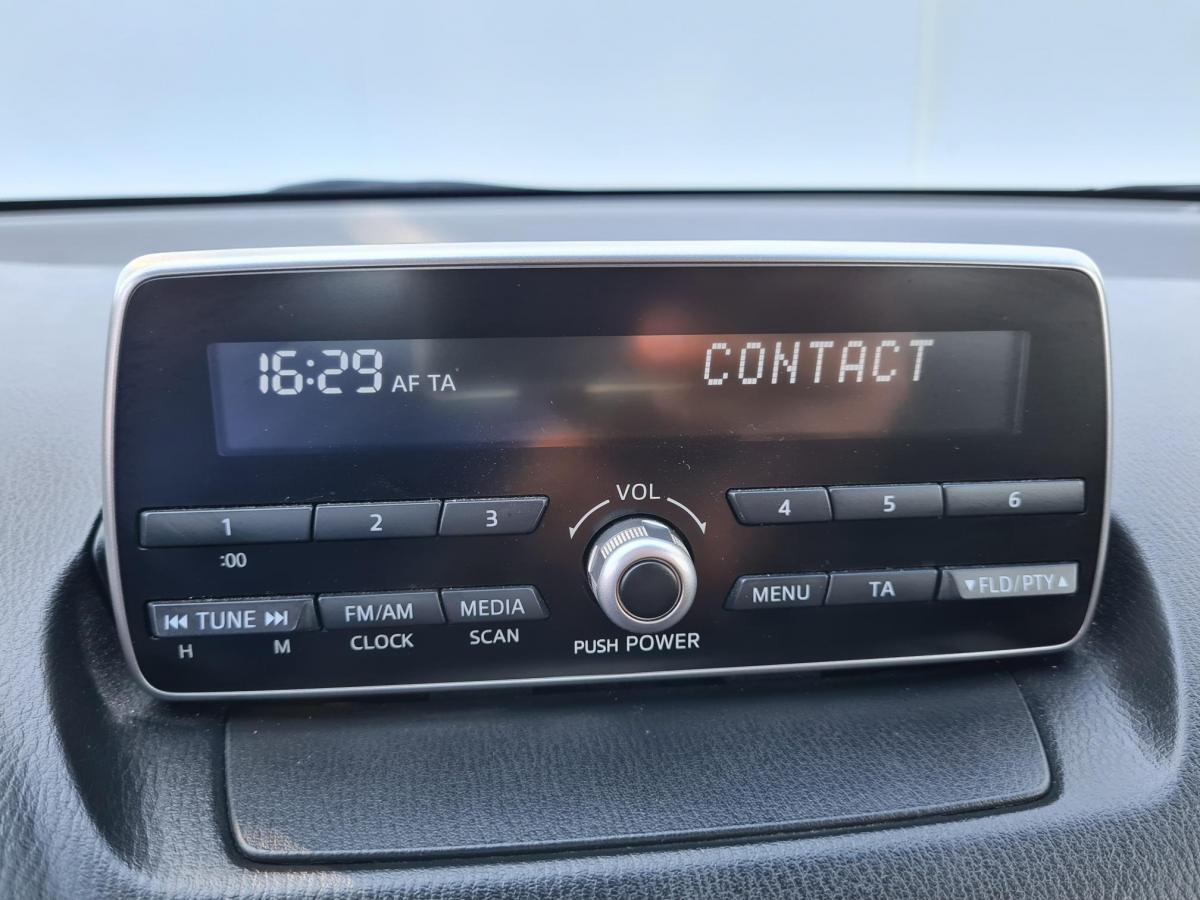 16:29 AF TA CONTACT
VOL
1 2 3 4 5 6
:00
TUNE FM/AM MEDIA MENU TA ▼FLD/PTY▲
H M CLOCK SCAN PUSH POWER